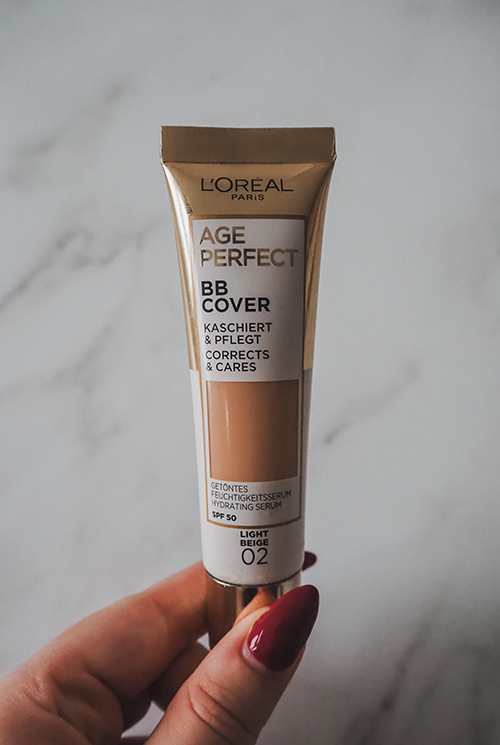 L'ORÉAL
PARIS
AGE
PERFECT
BB
COVER
KASCHIERT
& PFLEGT
CORRECTS
& CARES
GETÖNTES
FEUCHTIGKEITSSERUM
HYDRATING SERUM
SPF 50
LIGHT
BEIGE
02